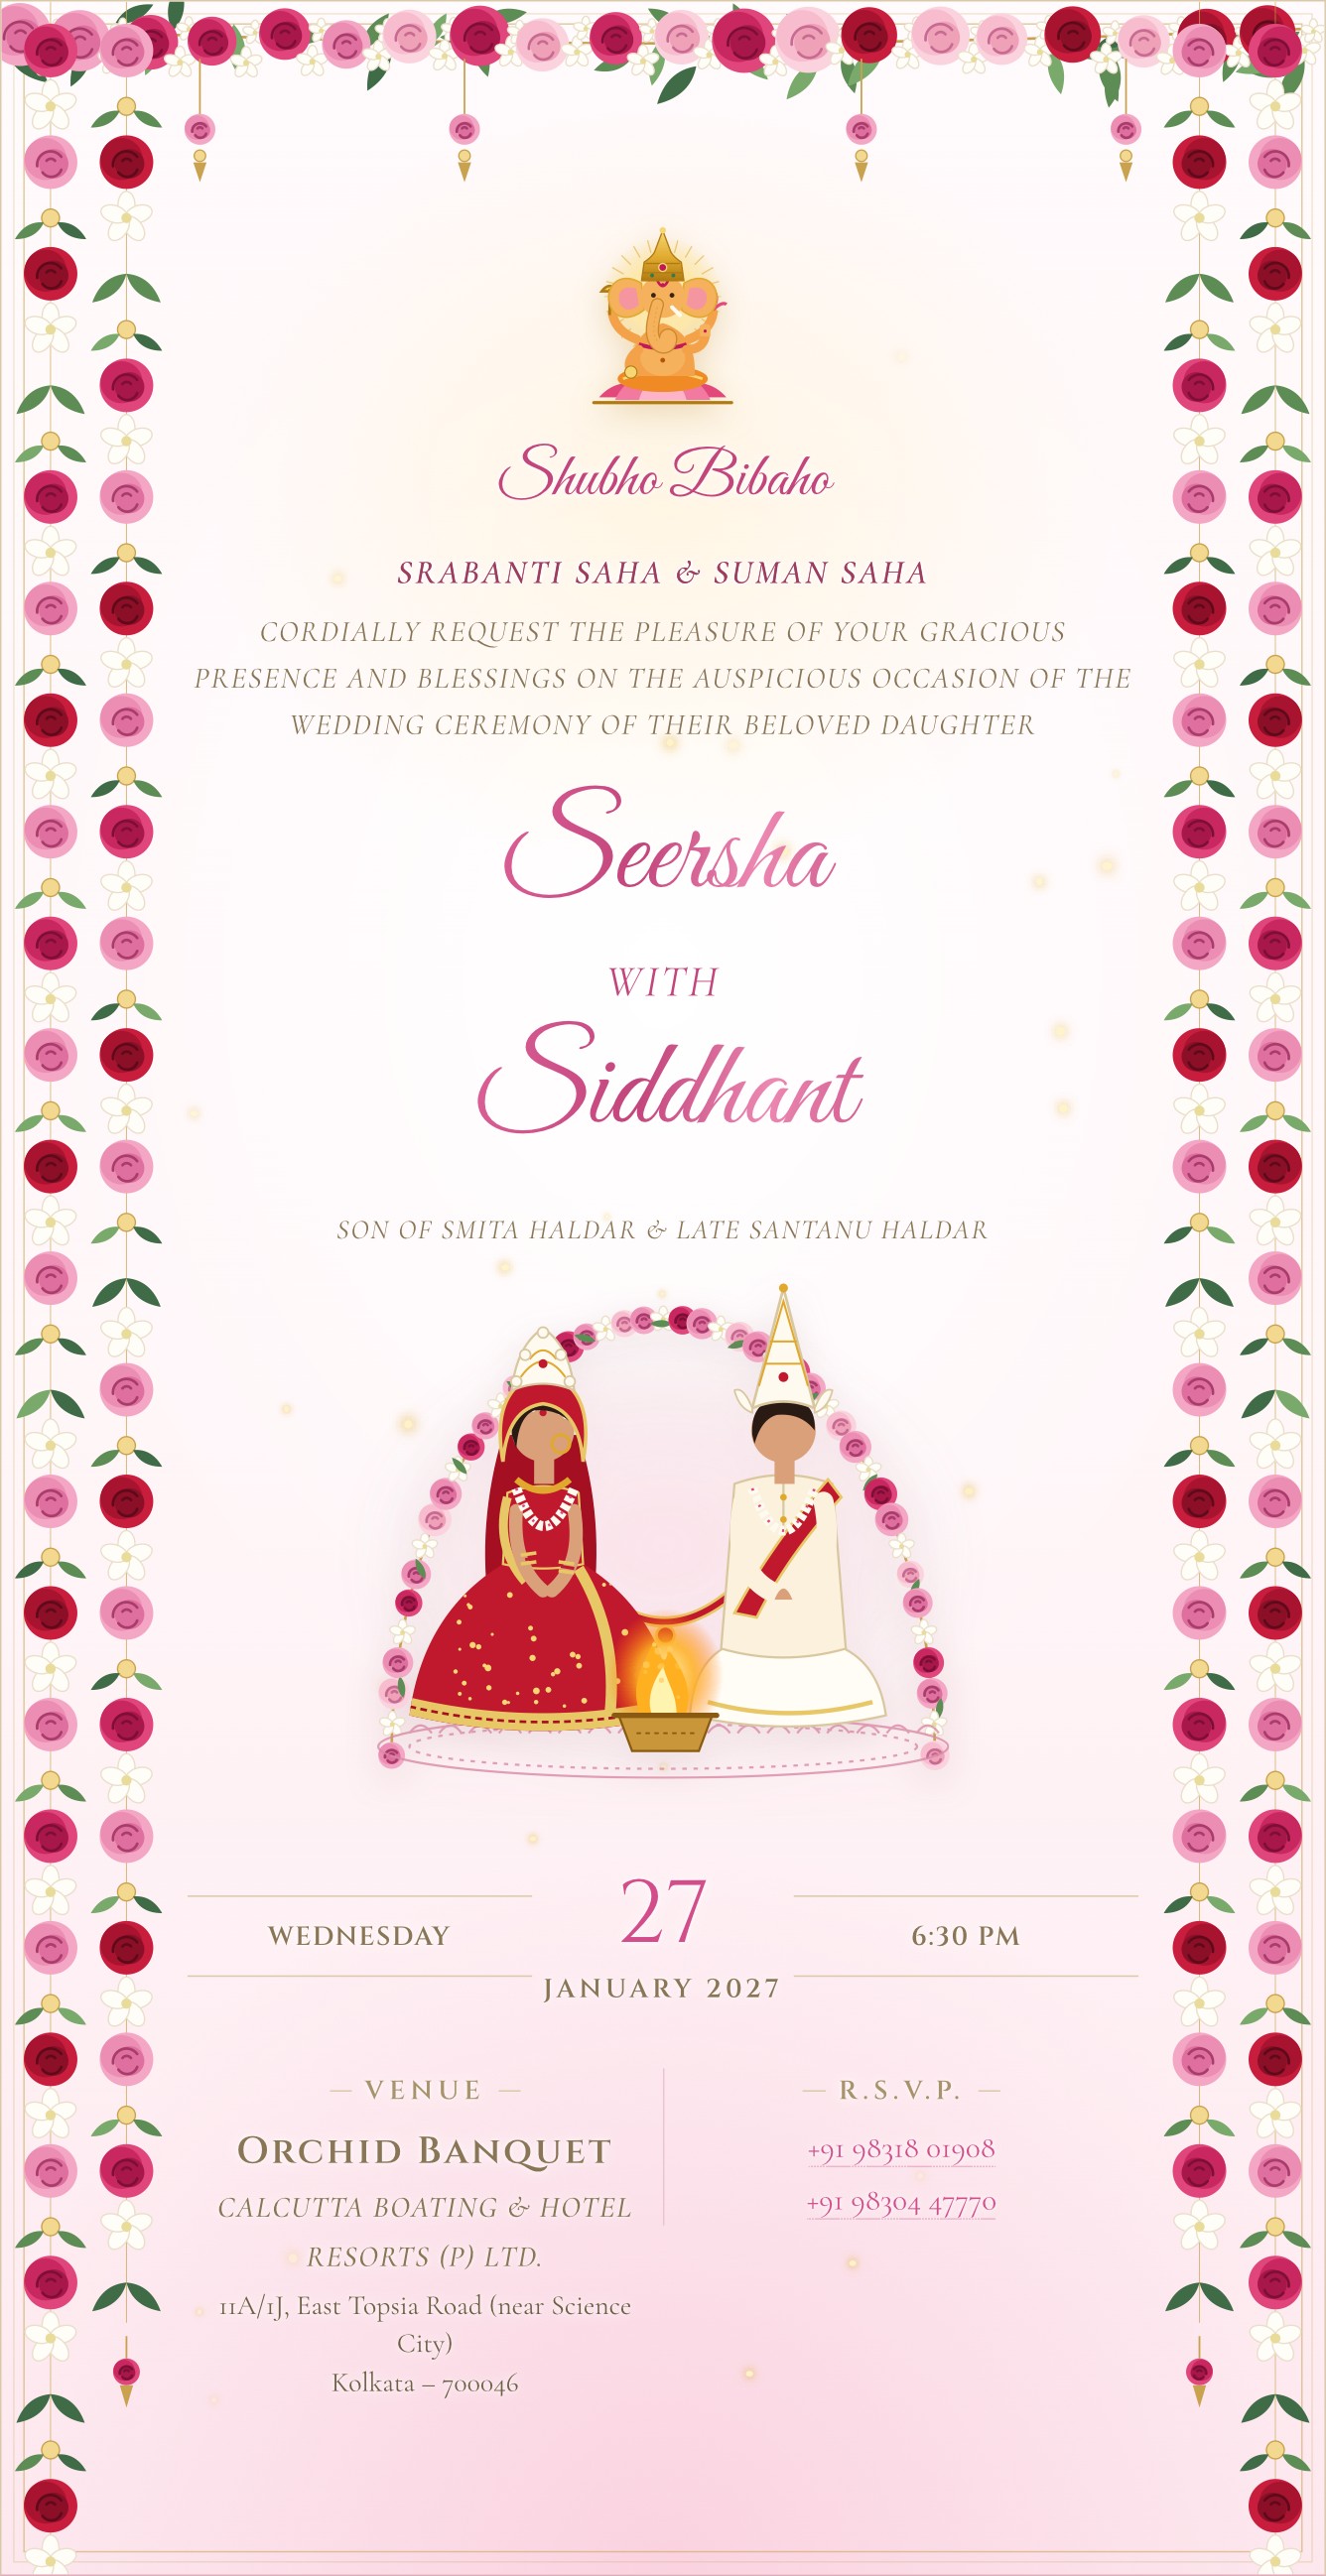 Shubho Bibaho
SRABANTI SAHA & SUMAN SAHA
CORDIALLY REQUEST THE PLEASURE OF YOUR GRACIOUS
PRESENCE AND BLESSINGS ON THE AUSPICIOUS OCCASION OF THE
WEDDING CEREMONY OF THEIR BELOVED DAUGHTER
Seersha
WITH
Siddhant
SON OF SMITA HALDAR & LATE SANTANU HALDAR
WEDNESDAY
27
JANUARY 2027
6:30 PM
— VENUE —
ORCHID BANQUET
CALCUTTA BOATING & HOTEL
RESORTS (P) LTD.
11A/1J, East Topsia Road (near Science
City)
Kolkata – 700046
— R.S.V.P. —
+91 98318 01908
+91 98304 47770